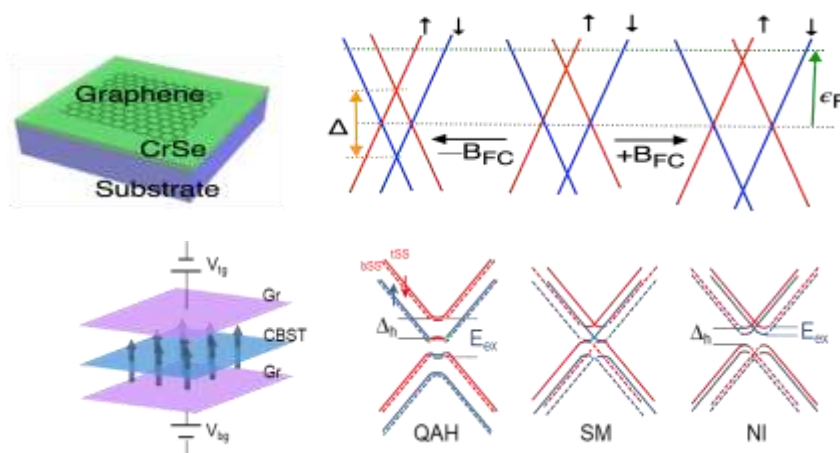 Graphene
CrSe
Substrate
↑ ↓ ↑ ↓ ↑ ↓
Δ
−B_FC
+B_FC
ϵ_F
V_tg
Gr
CBST
Gr
V_bg
bSS
tSS
Δ_h
E_ex
QAH
SM
Δ_h
E_ex
NI